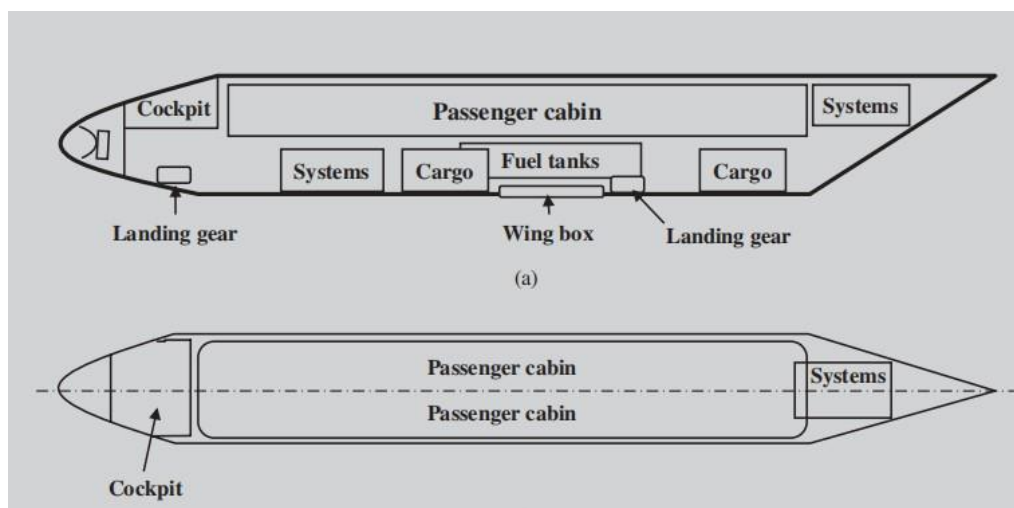 Cockpit
Passenger cabin
Systems
Systems
Cargo
Fuel tanks
Cargo
Landing gear
Wing box
Landing gear
(a)
Passenger cabin
Systems
Passenger cabin
Cockpit